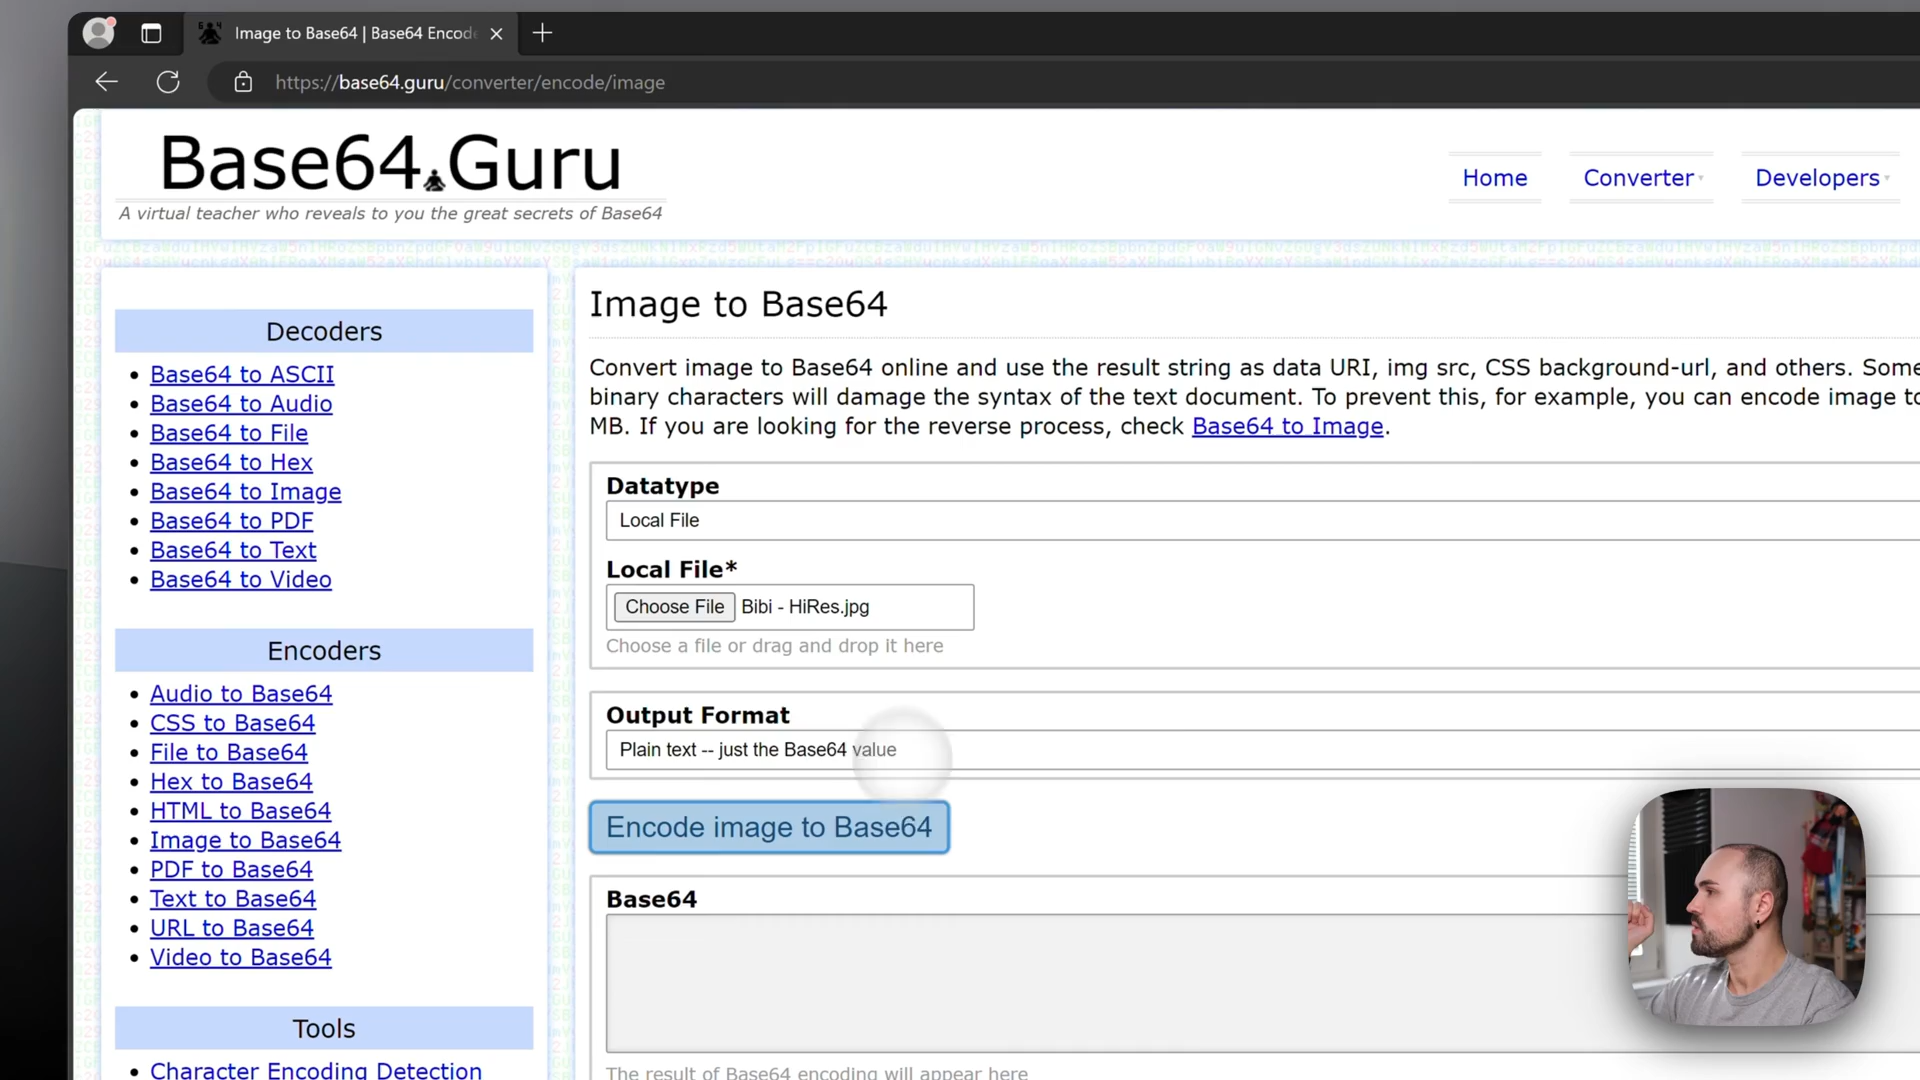 Image to Base64 | Base64 Encode
https://base64.guru/converter/encode/image
Base64.Guru
A virtual teacher who reveals to you the great secrets of Base64
Home
Converter
Developers
Decoders
Base64 to ASCII
Base64 to Audio
Base64 to File
Base64 to Hex
Base64 to Image
Base64 to PDF
Base64 to Text
Base64 to Video
Encoders
Audio to Base64
CSS to Base64
File to Base64
Hex to Base64
HTML to Base64
Image to Base64
PDF to Base64
Text to Base64
URL to Base64
Video to Base64
Tools
Character Encoding Detection
Image to Base64
Convert image to Base64 online and use the result string as data URI, img src, CSS background-url, and others. Some
binary characters will damage the syntax of the text document. To prevent this, for example, you can encode image to
MB. If you are looking for the reverse process, check Base64 to Image.
Datatype
Local File
Local File*
Choose File Bibi - HiRes.jpg
Choose a file or drag and drop it here
Output Format
Plain text -- just the Base64 value
Encode image to Base64
Base64
The result of Base64 encoding will appear here